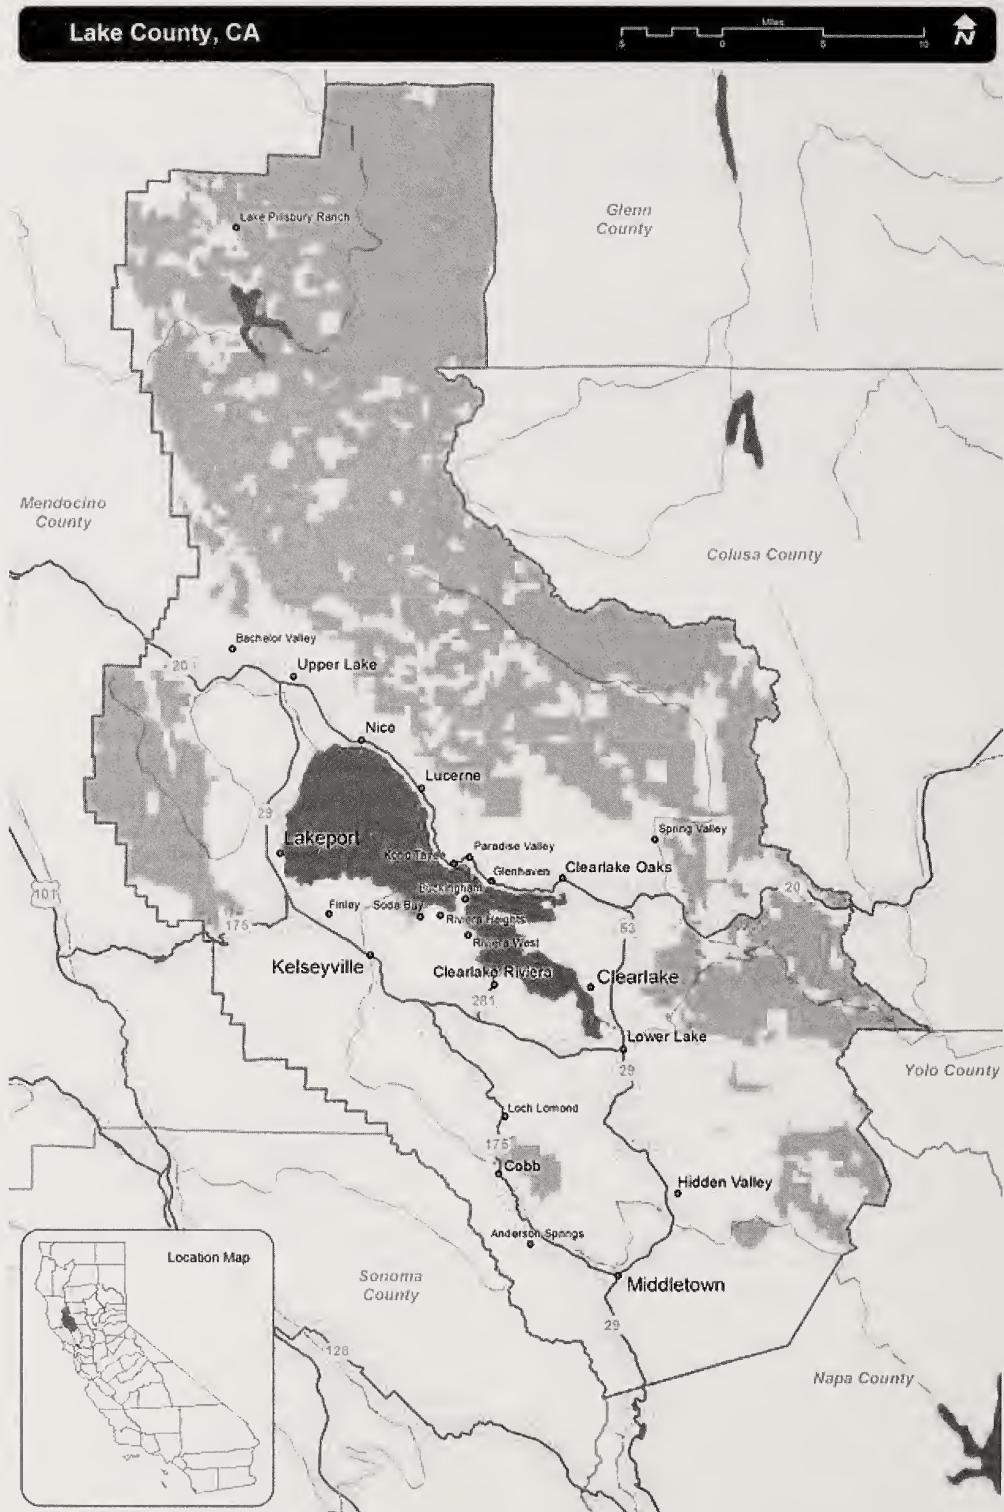 Lake County, CA
Miles
5 0 5 10
N
Lake Pillsbury Ranch
Glenn
County
Mendocino
County
Colusa County
Bachelor Valley
20
Upper Lake
Nice
Lucerne
29
Lakeport
Spring Valley
Paradise Valley
Kono Tayee
Glenhaven
Clearlake Oaks
Buckingham
20
101
Finley
Soda Bay
Riviera Heights
175
53
Riviera West
Kelseyville
Clearlake Riviera
Clearlake
281
Lower Lake
29
Yolo County
Loch Lomond
175
Cobb
Hidden Valley
Anderson Springs
Location Map
Sonoma
County
Middletown
29
128
Napa County